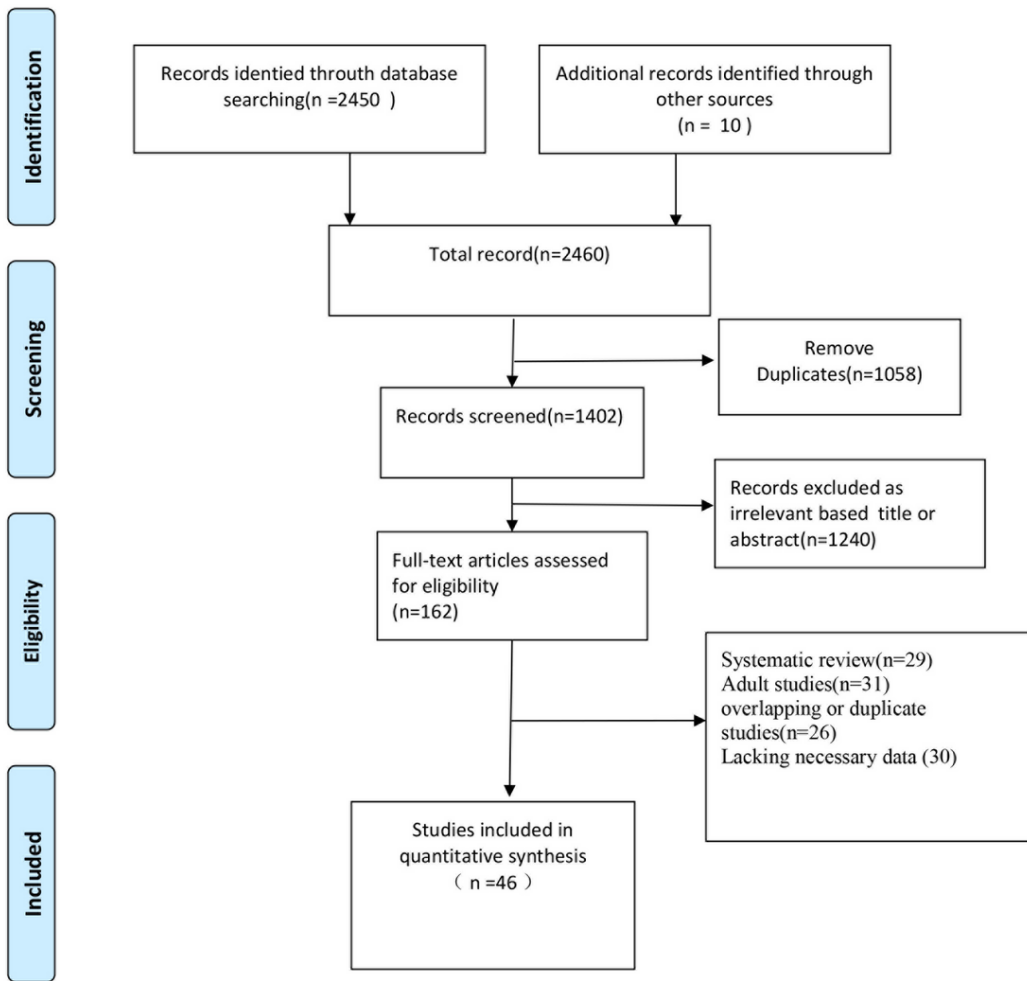 Identification
Records identied throuth database
searching(n =2450  )
Additional records identified through
other sources
(n =  10 )
Total record(n=2460)
Screening
Remove
Duplicates(n=1058)
Records screened(n=1402)
Records excluded as
irrelevant based  title or
abstract(n=1240)
Eligibility
Full-text articles assessed
for eligibility
(n=162)
Systematic review(n=29)
Adult studies(n=31)
overlapping or duplicate
studies(n=26)
Lacking necessary data (30)
Included
Studies included in
quantitative synthesis
（ n =46 ）